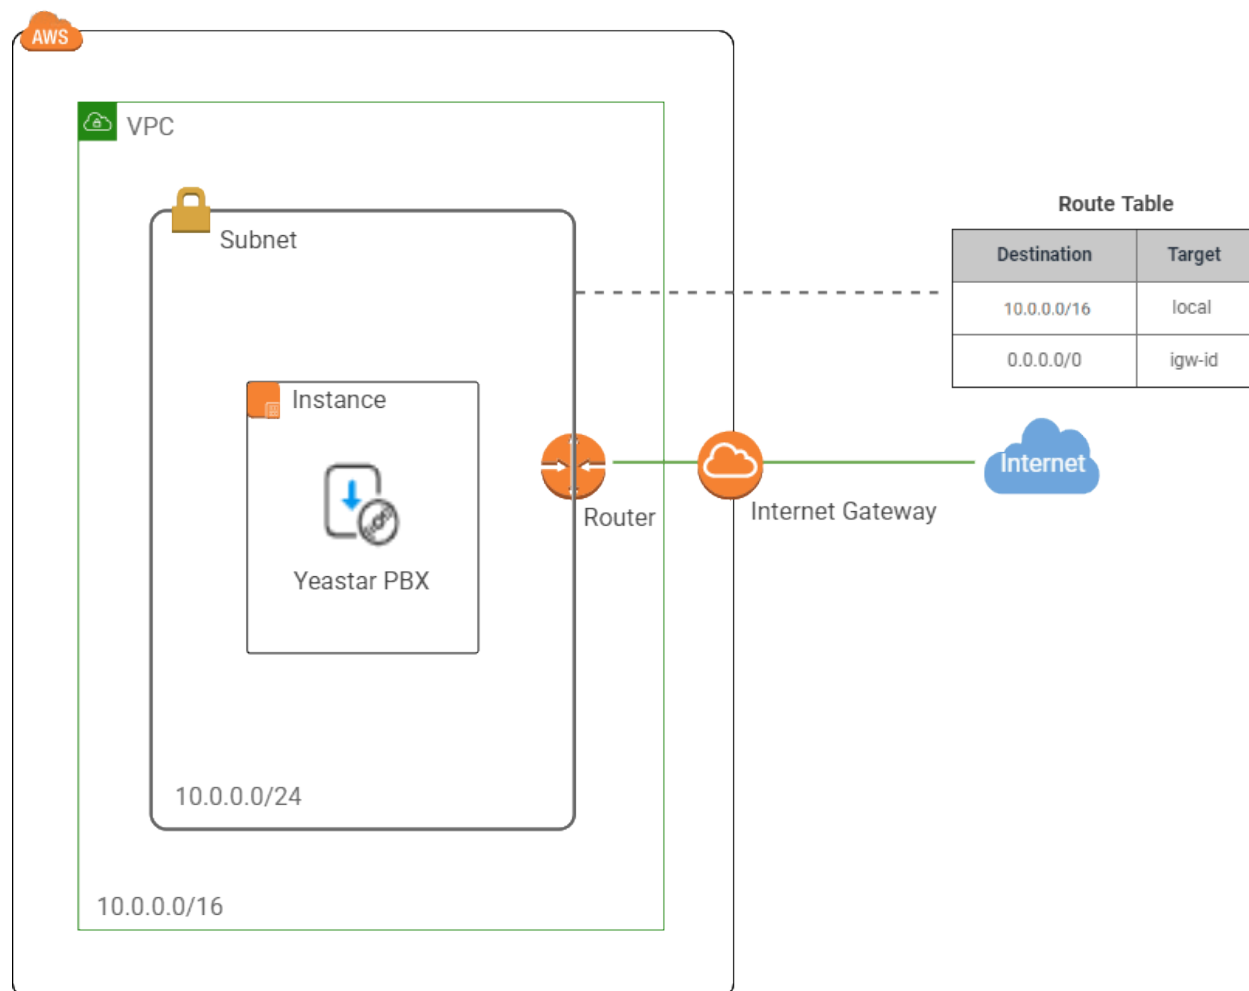 AWS
VPC
Subnet
Route Table
Destination Target
10.0.0.0/16 local
0.0.0.0/0 igw-id
Instance
Internet
Router
Internet Gateway
Yeastar PBX
10.0.0.0/24
10.0.0.0/16